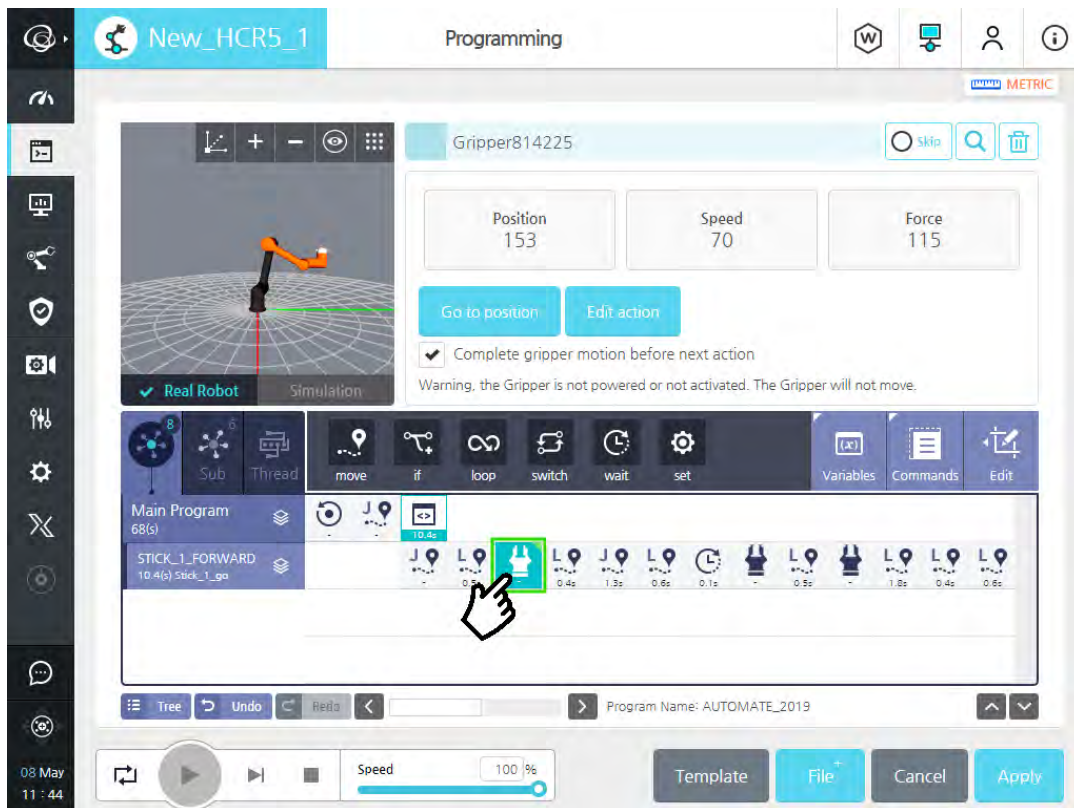 New_HCR5_1
Programming
W
METRIC
Gripper814225
Skip
Position
153
Speed
70
Force
115
Go to position
Edit action
Complete gripper motion before next action
Warning, the Gripper is not powered or not activated. The Gripper will not move.
Real Robot
Simulation
8
6
Sub
Thread
move
if
loop
switch
wait
set
(x)
Variables
Commands
Edit
Main Program
68(s)
- - 10.4s
STICK_1_FORWARD
10.4(s) Stick_1_go
J L L J L L L L L
- 0.5s - 0.4s 1.3s 0.6s 0.1s - 0.5s - 1.8s 0.4s 0.6s
Tree
Undo
Redo
Program Name: AUTOMATE_2019
08 May
11 : 44
Speed
100 %
Template
File+
Cancel
Apply